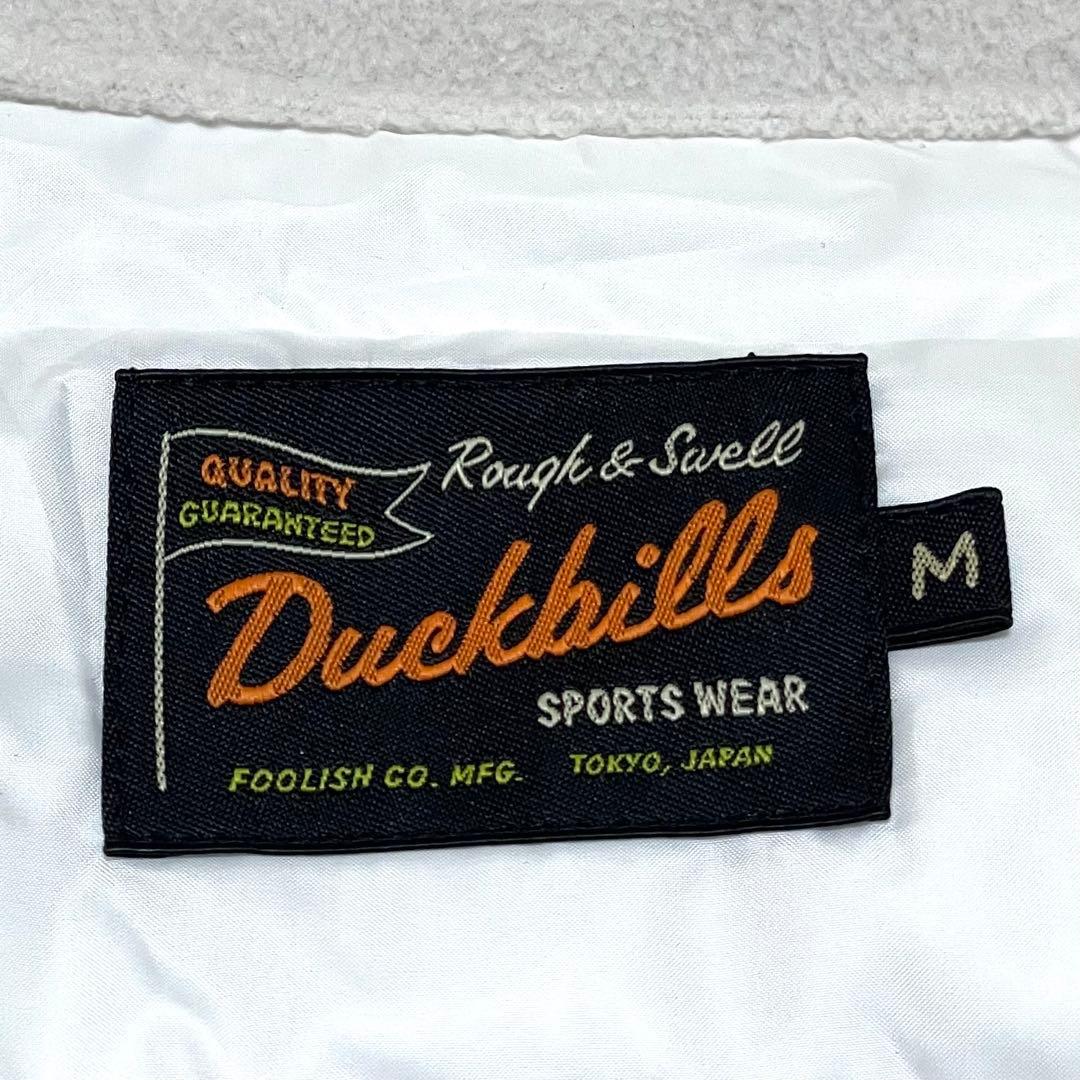 QUALITY
GUARANTEED
Rough & Swell
Duckbills
SPORTS WEAR
FOOLISH CO. MFG. TOKYO, JAPAN
M